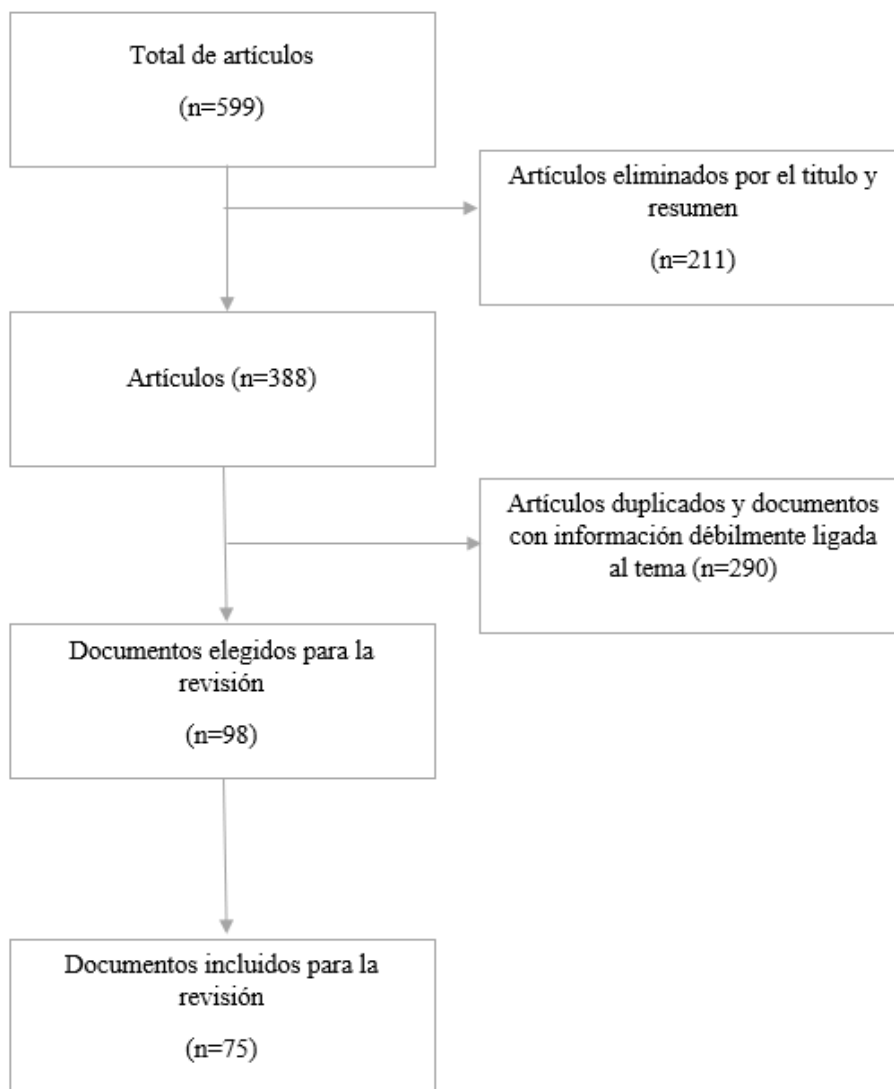 Total de artículos
(n=599)
Artículos eliminados por el titulo y
resumen
(n=211)
Artículos (n=388)
Artículos duplicados y documentos
con información débilmente ligada
al tema (n=290)
Documentos elegidos para la
revisión
(n=98)
Documentos incluidos para la
revisión
(n=75)